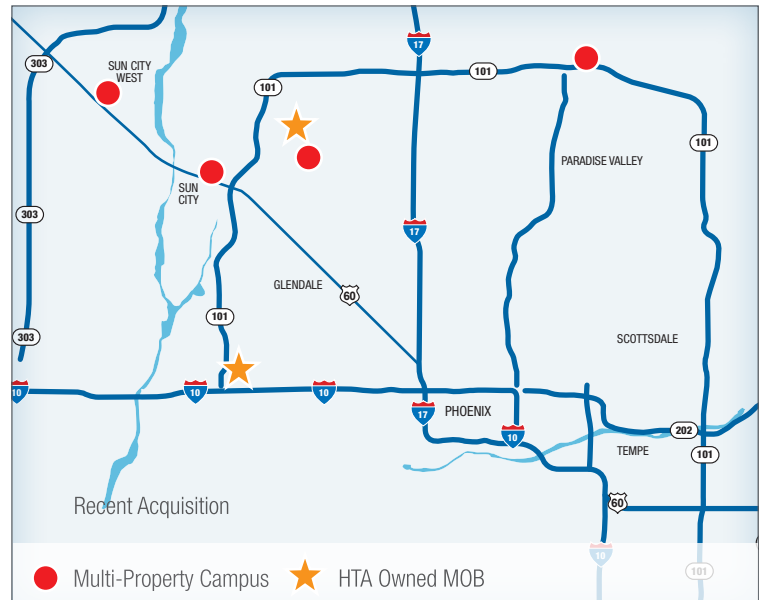 17
303
SUN CITY
WEST
101
101
101
PARADISE VALLEY
SUN
CITY
303
17
GLENDALE
60
101
303
SCOTTSDALE
10
10
10
17
PHOENIX
10
202
TEMPE
101
60
Recent Acquisition
10
101
Multi-Property Campus
HTA Owned MOB